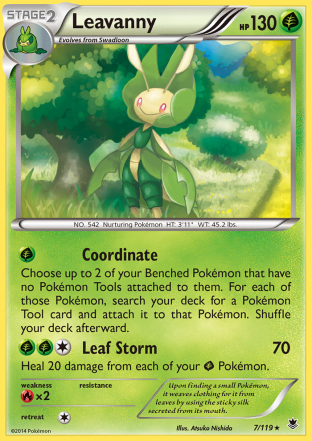 STAGE2
Leavanny
HP130
Evolves from Swadloon
NO. 542 Nurturing Pokémon HT: 3'11" WT: 45.2 lbs.
Coordinate
Choose up to 2 of your Benched Pokémon that have
no Pokémon Tools attached to them. For each of
those Pokémon, search your deck for a Pokémon
Tool card and attach it to that Pokémon. Shuffle
your deck afterward.
Leaf Storm 70
Heal 20 damage from each of your Pokémon.
weakness
resistance
×2
retreat
Upon finding a small Pokémon,
it weaves clothing for it from
leaves by using the sticky silk
secreted from its mouth.
©2014 Pokémon
Illus. Atsuko Nishida
7/119 ★